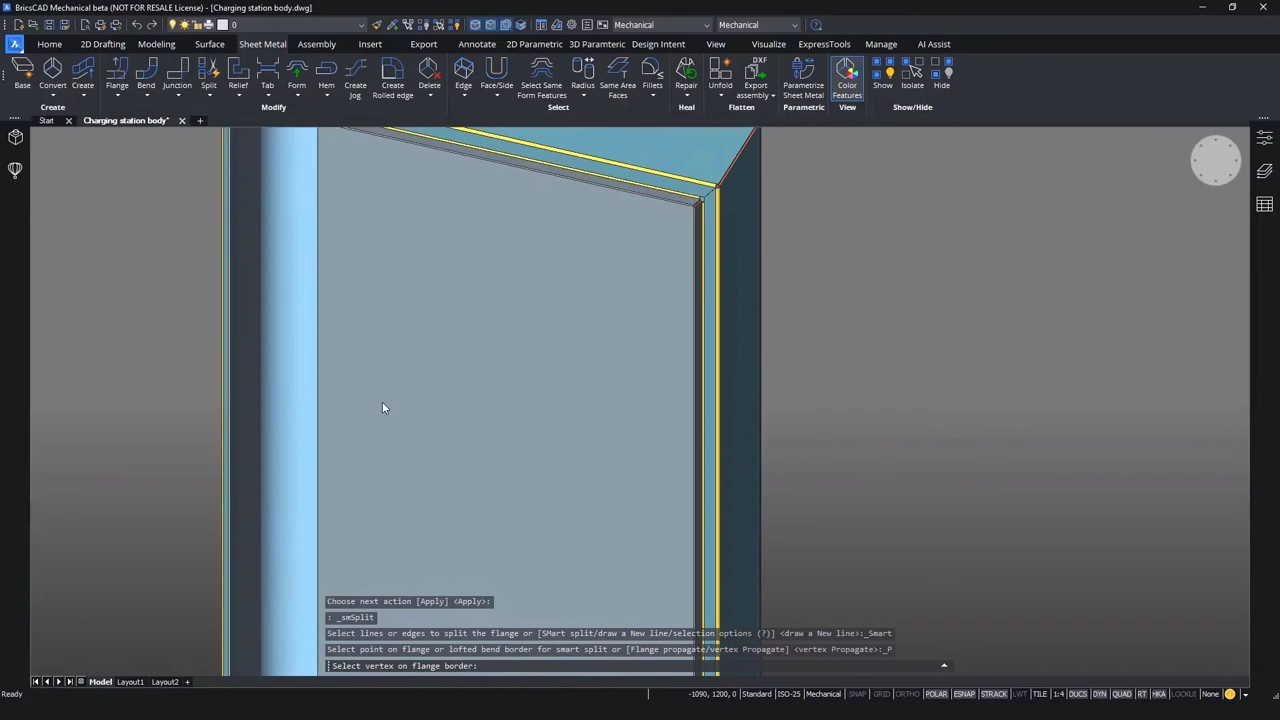 BricsCAD Mechanical beta (NOT FOR RESALE License) - [Charging station body.dwg]
0 Mechanical Mechanical
Home 2D Drafting Modeling Surface Sheet Metal Assembly Insert Export Annotate 2D Parametric 3D Paramteric Design Intent View Visualize ExpressTools Manage AI Assist
DXF
Base Convert Create Flange Bend Junction Split Relief Tab Form Hem Create Jog Create Rolled edge Delete Edge Face/Side Select Same Form Features Radius Same Area Faces Fillets Repair Unfold Export assembly Parametrize Sheet Metal Color Features Show Isolate Hide
Create Modify Select Heal Flatten Parametric View Show/Hide
Start Charging station body*
Choose next action [Apply] <Apply>:
: _smSplit
Select lines or edges to split the flange or [SMart split/draw a New line/selection options (?)] <draw a New line>:_Smart
Select point on flange or lofted bend border for smart split or [Flange propagate/vertex Propagate] <vertex Propagate>:_P
Select vertex on flange border:
Model Layout1 Layout2
Ready -1090, 1200, 0 Standard ISO-25 Mechanical SNAP GRID ORTHO POLAR ESNAP STRACK LWT TILE 1:4 DUCS DYN QUAD RT HKA LOCKUI None